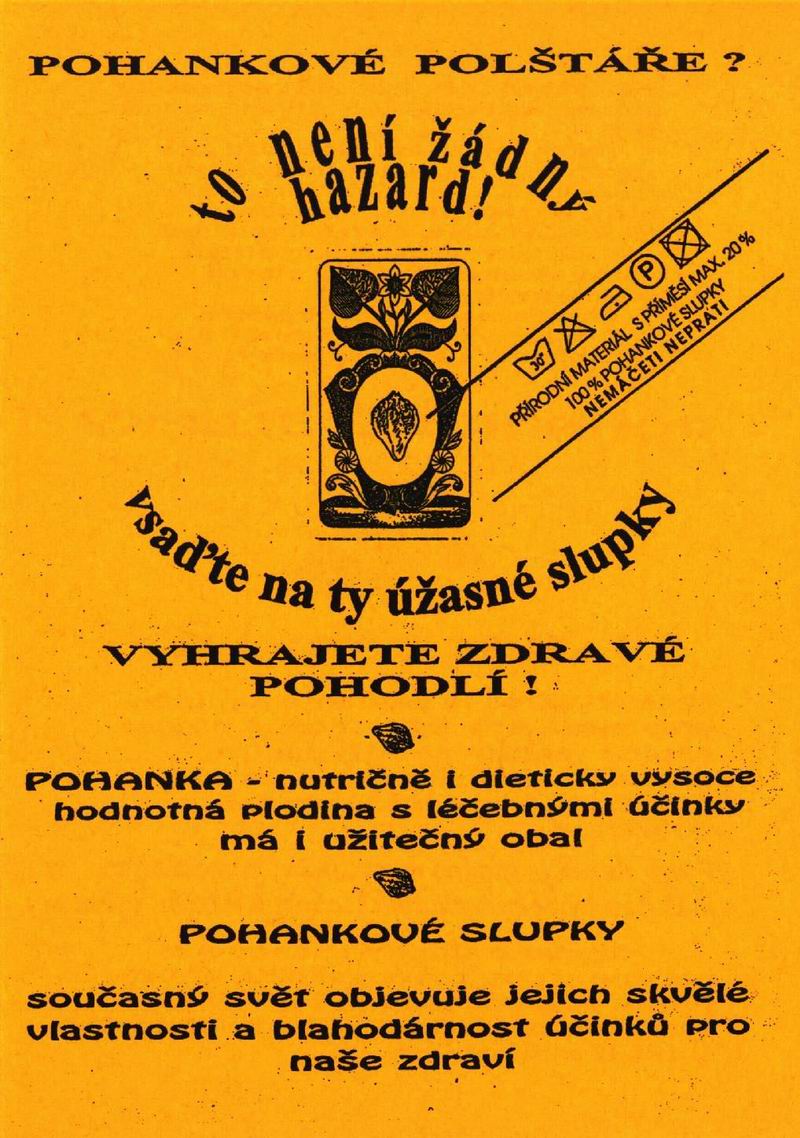 POHANKOVÉ POLŠTÁŘE ?
to není žádný
hazard!
30°
P
PŘÍRODNÍ MATERIÁL S PŘÍMĚSÍ MAX. 20 %
100 % POHANKOVÉ SLUPKY
NEMÁČETI NEPRATI
vsaďte na ty úžasné slupky
VYHRAJETE ZDRAVÉ
POHODLÍ !
POHANKA - nutričně i dieticky vysoce
hodnotná plodina s léčebnými účinky
má i užitečný obal
POHANKOVÉ SLUPKY
současný svět objevuje jejich skvělé
vlastnosti a blahodárnost účinků pro
naše zdraví